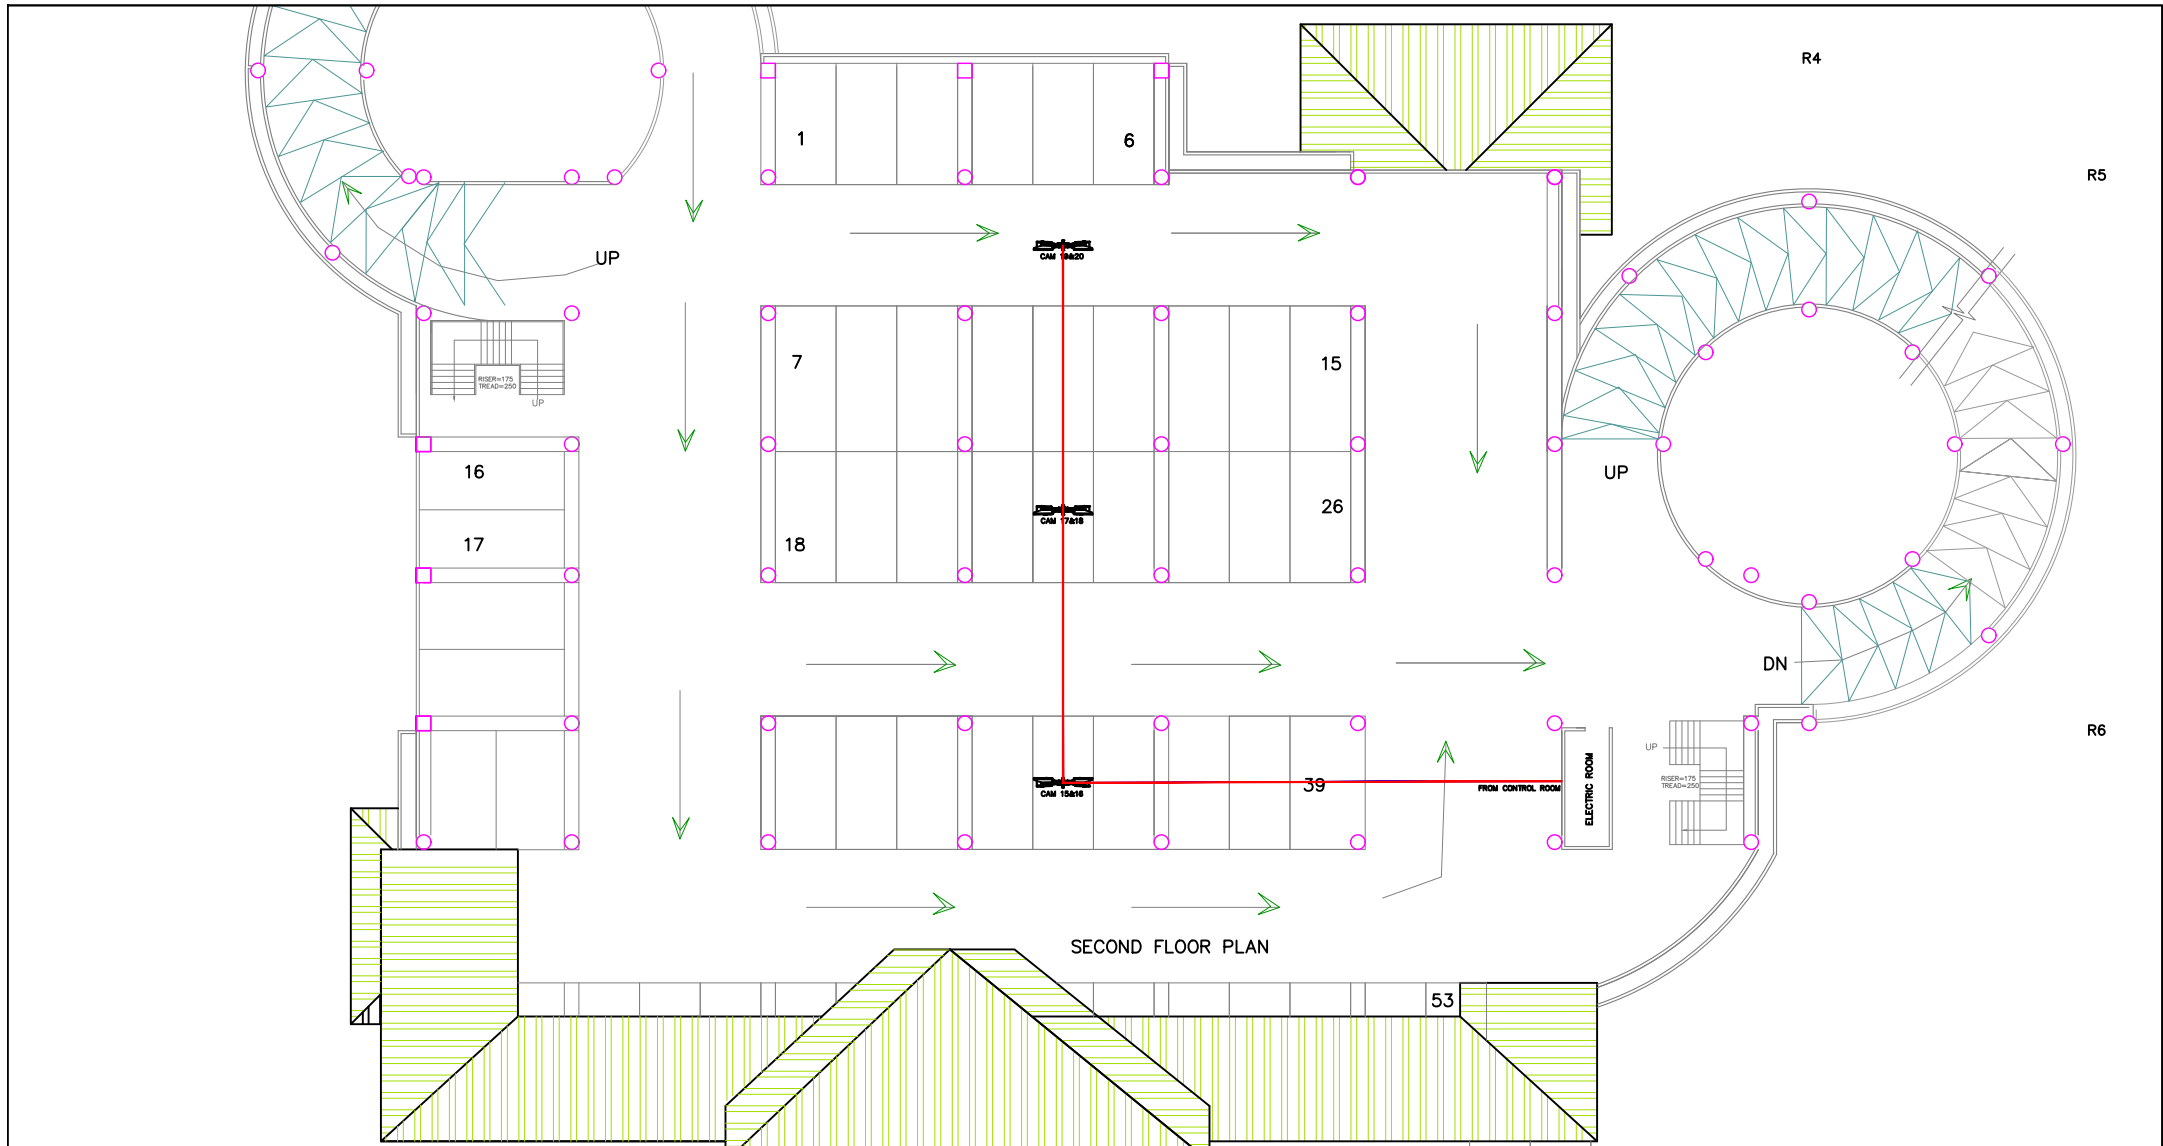 R4
1
6
R5
UP
CAM 19&20
7
15
RISER=175
TREAD=250
UP
16
UP
26
CAM 17&18
17
18
DN
R6
UP
ELECTRIC ROOM
RISER=175
TREAD=250
39
FROM CONTROL ROOM
CAM 15&16
SECOND FLOOR PLAN
53